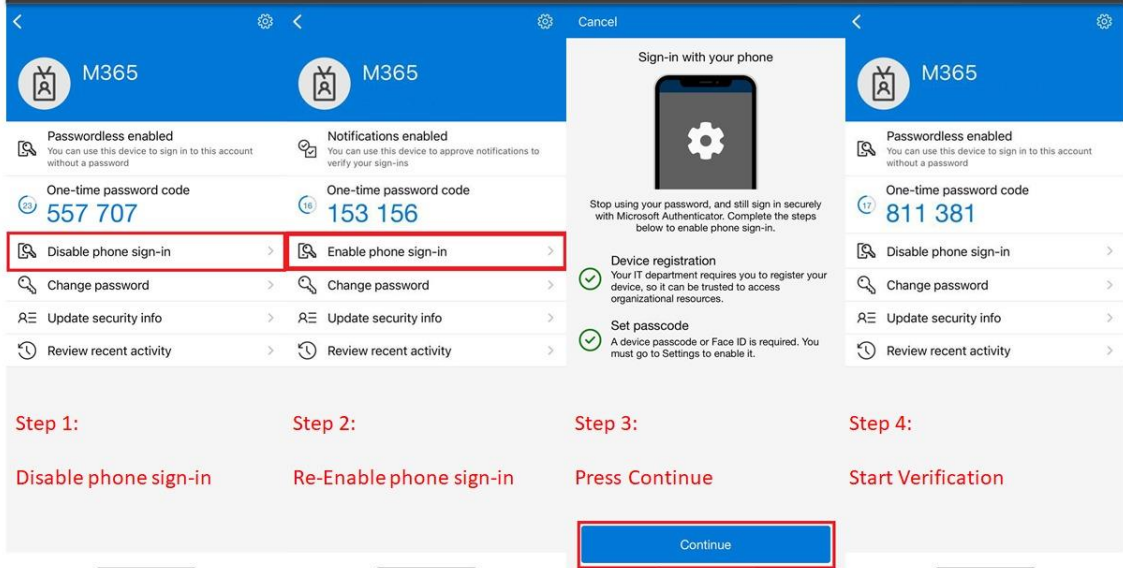 M365
Passwordless enabled
You can use this device to sign in to this account
without a password
One-time password code
23
557 707
Disable phone sign-in
Change password
Update security info
Review recent activity
Step 1:
Disable phone sign-in
M365
Notifications enabled
You can use this device to approve notifications to
verify your sign-ins
One-time password code
16
153 156
Enable phone sign-in
Change password
Update security info
Review recent activity
Step 2:
Re-Enable phone sign-in
Cancel
Sign-in with your phone
Stop using your password, and still sign in securely
with Microsoft Authenticator. Complete the steps
below to enable phone sign-in.
Device registration
Your IT department requires you to register your
device, so it can be trusted to access
organizational resources.
Set passcode
A device passcode or Face ID is required. You
must go to Settings to enable it.
Step 3:
Press Continue
Continue
M365
Passwordless enabled
You can use this device to sign in to this account
without a password
One-time password code
17
811 381
Disable phone sign-in
Change password
Update security info
Review recent activity
Step 4:
Start Verification